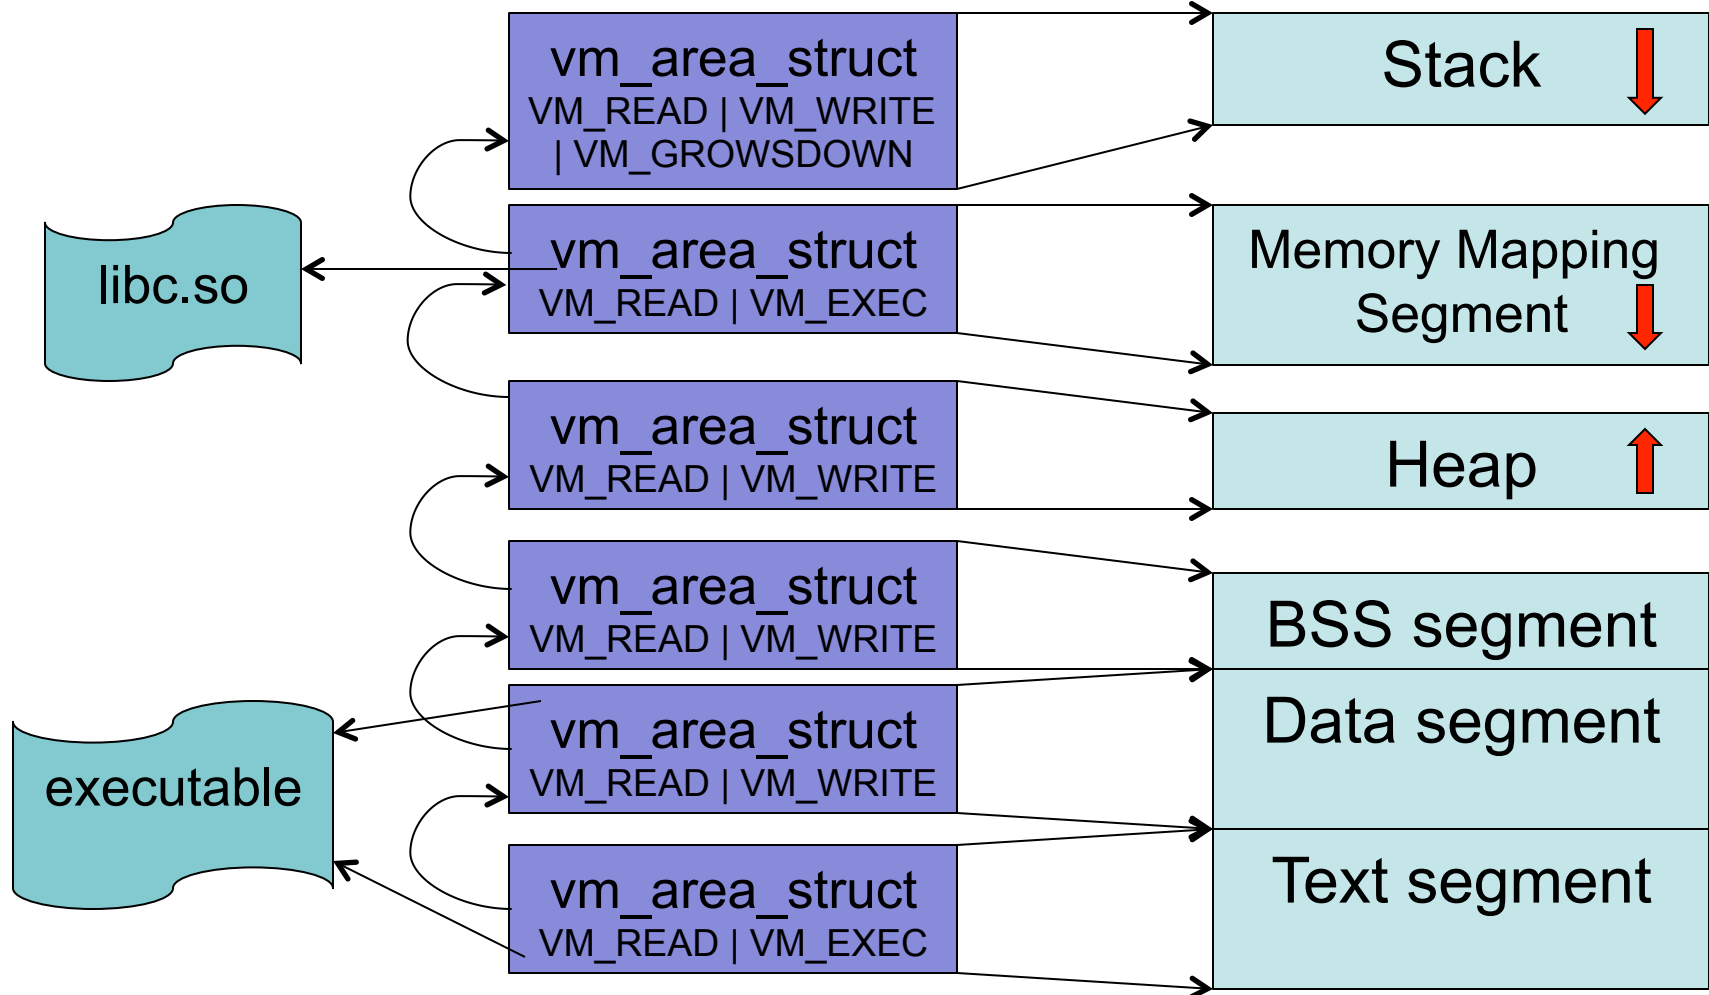 vm_area_struct
VM_READ | VM_WRITE
| VM_GROWSDOWN
Stack
libc.so
vm_area_struct
VM_READ | VM_EXEC
Memory Mapping
Segment
vm_area_struct
VM_READ | VM_WRITE
Heap
vm_area_struct
VM_READ | VM_WRITE
BSS segment
executable
vm_area_struct
VM_READ | VM_WRITE
Data segment
vm_area_struct
VM_READ | VM_EXEC
Text segment